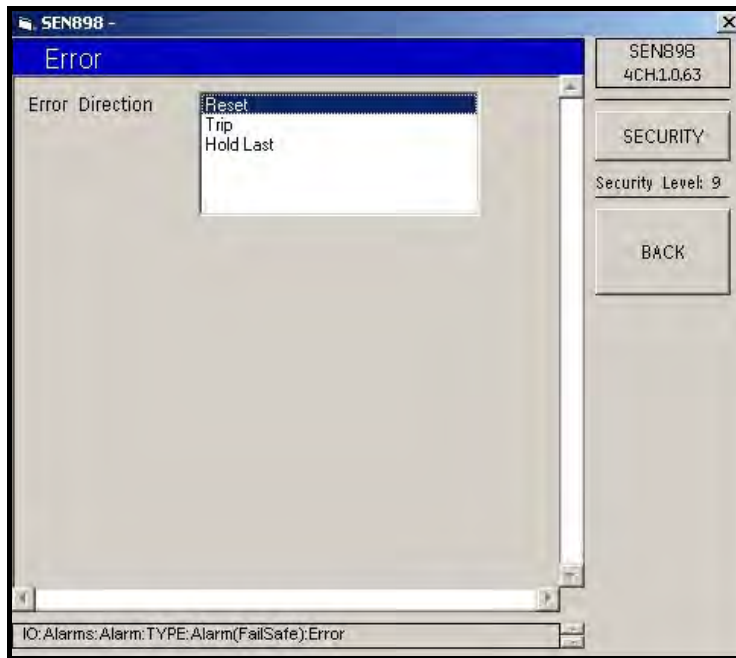 SEN898 -
Error
SEN898
4CH.1.0.63
Error Direction
Reset
Trip
Hold Last
SECURITY
Security Level: 9
BACK
IO:Alarms:Alarm:TYPE:Alarm(FailSafe):Error